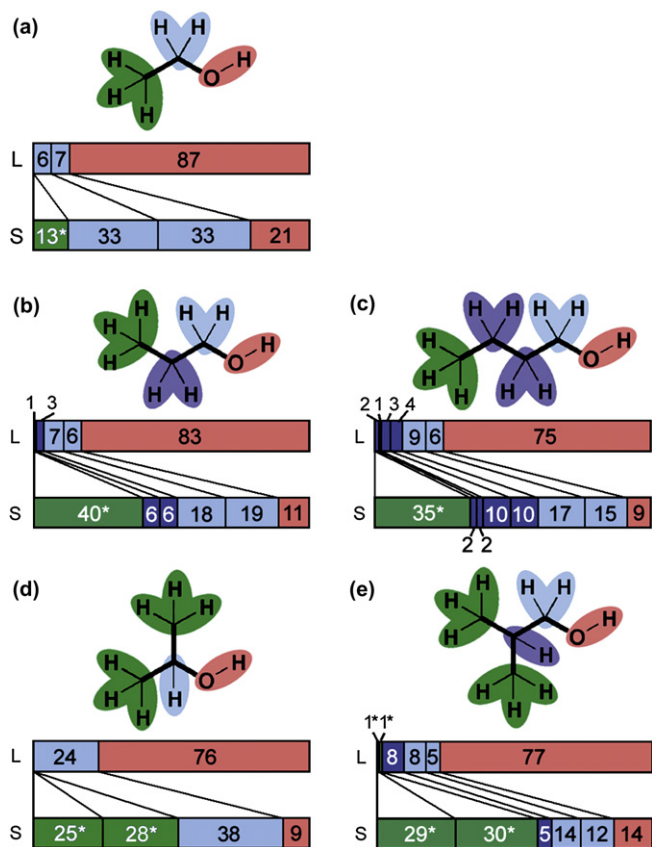 (a)
H H
H O H
H
H
L 6 7 87
S 13* 33 33 21
(b) (c)
H H H
H O H
H
H H
H H H H
H O H
H
H H H
1 3
L 7 6 83
S 40* 6 6 18 19 11
2 1 3 4
L 9 6 75
S 35* 10 10 17 15 9
2 2
(d) (e)
H
H H
H O H
H
H H
H H H
H O H
H H
H H
H
L 24 76
S 25* 28* 38 9
1* 1*
L 8 8 5 77
S 29* 30* 5 14 12 14